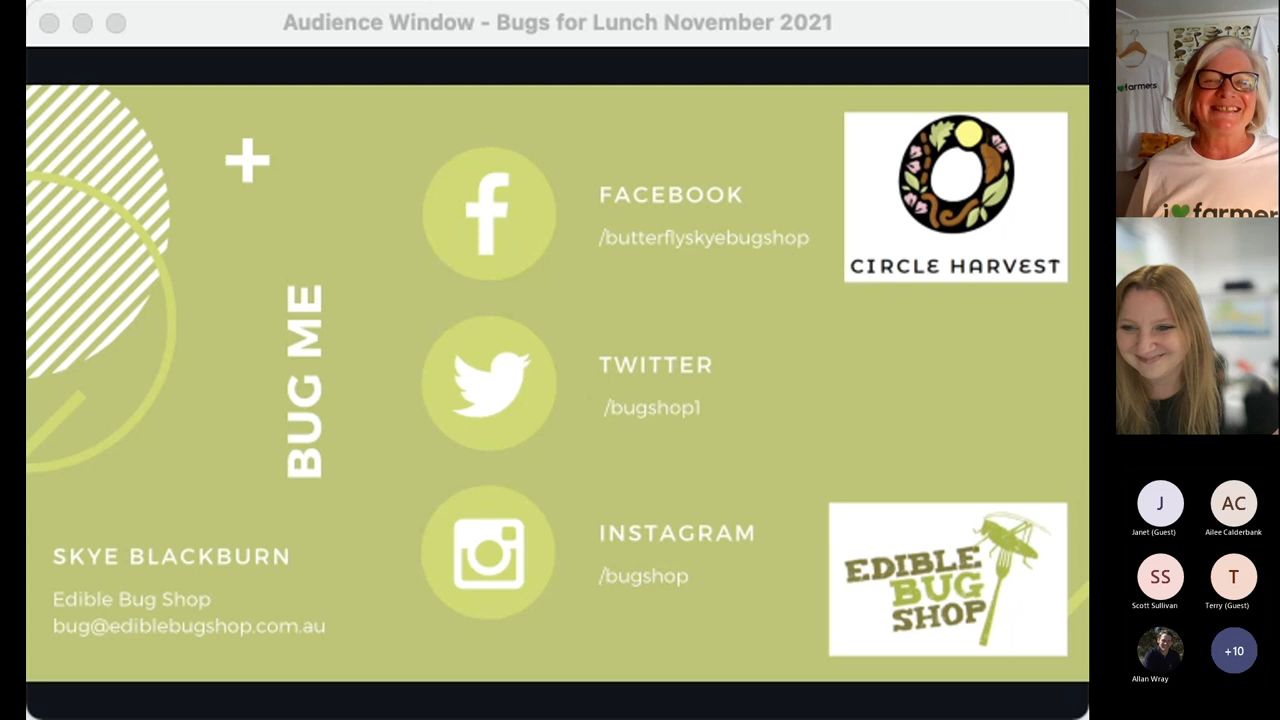 Audience Window - Bugs for Lunch November 2021
+
BUG ME
SKYE BLACKBURN
Edible Bug Shop
bug@ediblebugshop.com.au
FACEBOOK
/butterflyskyebugshop
TWITTER
/bugshop1
INSTAGRAM
/bugshop
CIRCLE HARVEST
EDIBLE
BUG
SHOP
farmers
i farmer
J
Janet (Guest)
AC
Ailee Calderbank
SS
Scott Sullivan
T
Terry (Guest)
Allan Wray
+10